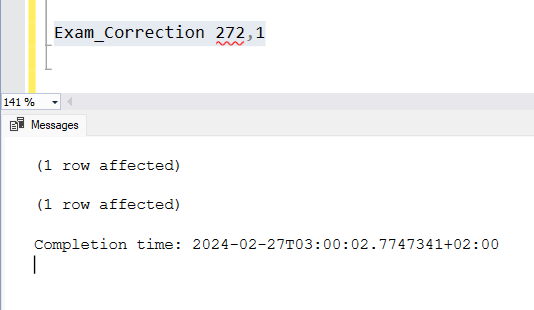 Exam_Correction 272,1
141 %
Messages
(1 row affected)
(1 row affected)
Completion time: 2024-02-27T03:00:02.7747341+02:00